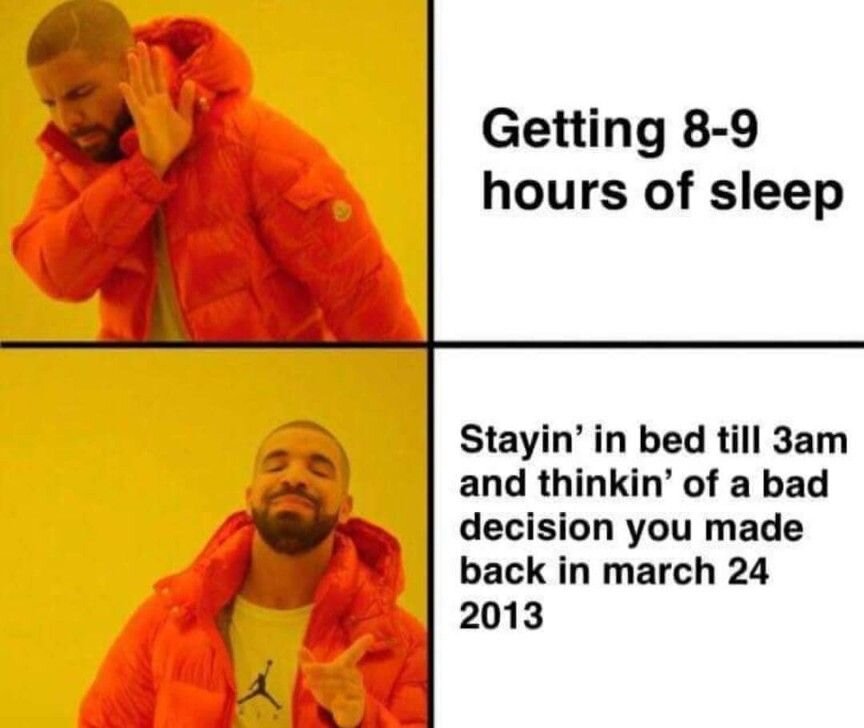 Getting 8-9
hours of sleep
Stayin’ in bed till 3am
and thinkin’ of a bad
decision you made
back in march 24
2013